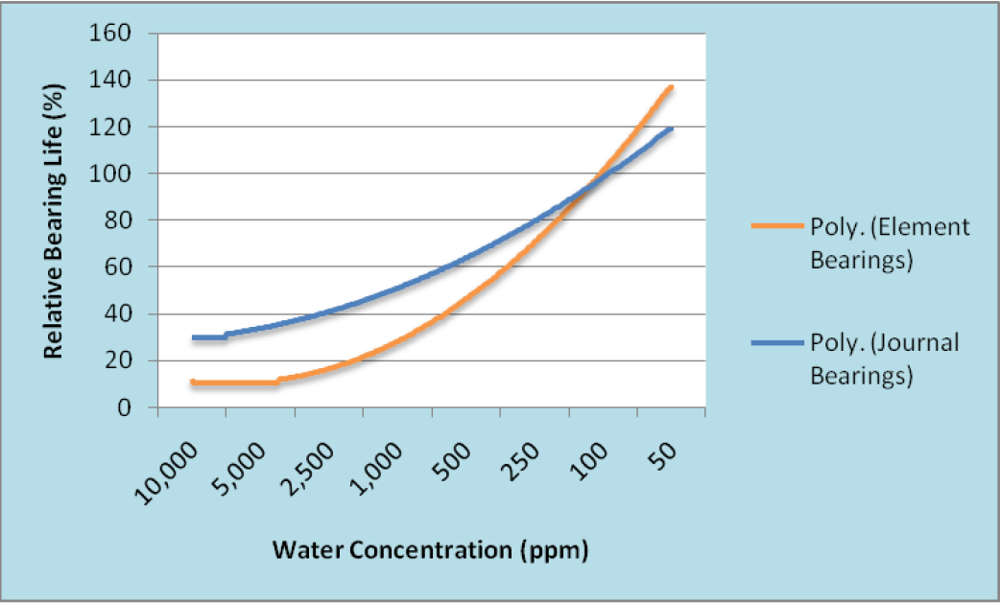 160
140
120
100
80
60
40
20
0
Relative Bearing Life (%)
10,000
5,000
2,500
1,000
500
250
100
50
Water Concentration (ppm)
Poly. (Element
Bearings)
Poly. (Journal
Bearings)